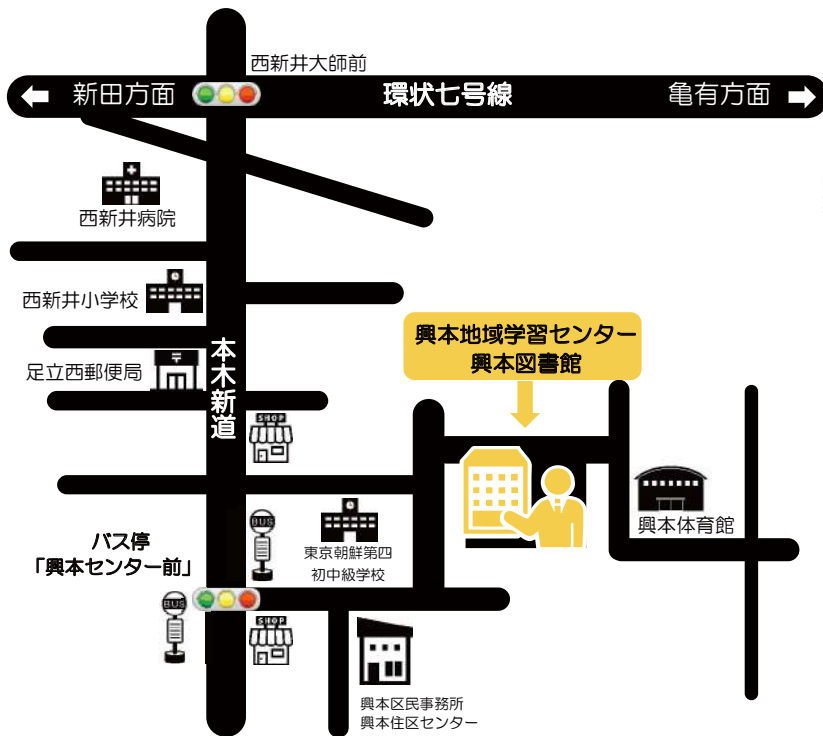 西新井大師前
新田方面
環状七号線
亀有方面
西新井病院
西新井小学校
足立西郵便局
本木新道
SHOP
興本地域学習センター
興本図書館
興本体育館
バス停
「興本センター前」
BUS
東京朝鮮第四
初中級学校
BUS
SHOP
興本区民事務所
興本住区センター